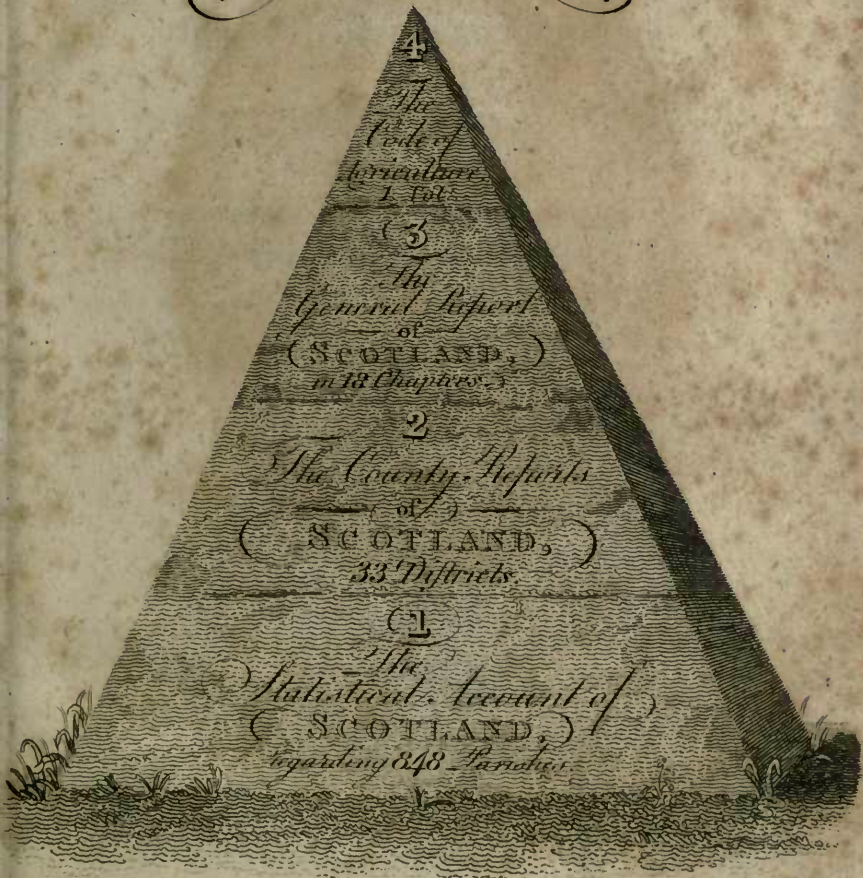 4
The
Code of
Agriculture
1 Vol.
3
The
General Report
of
(SCOTLAND,)
in 18 Chapters.
2
The County Reports
of
(SCOTLAND,)
33 Districts.
1
The
Statistical Account of
(SCOTLAND,)
regarding 848 Parishes